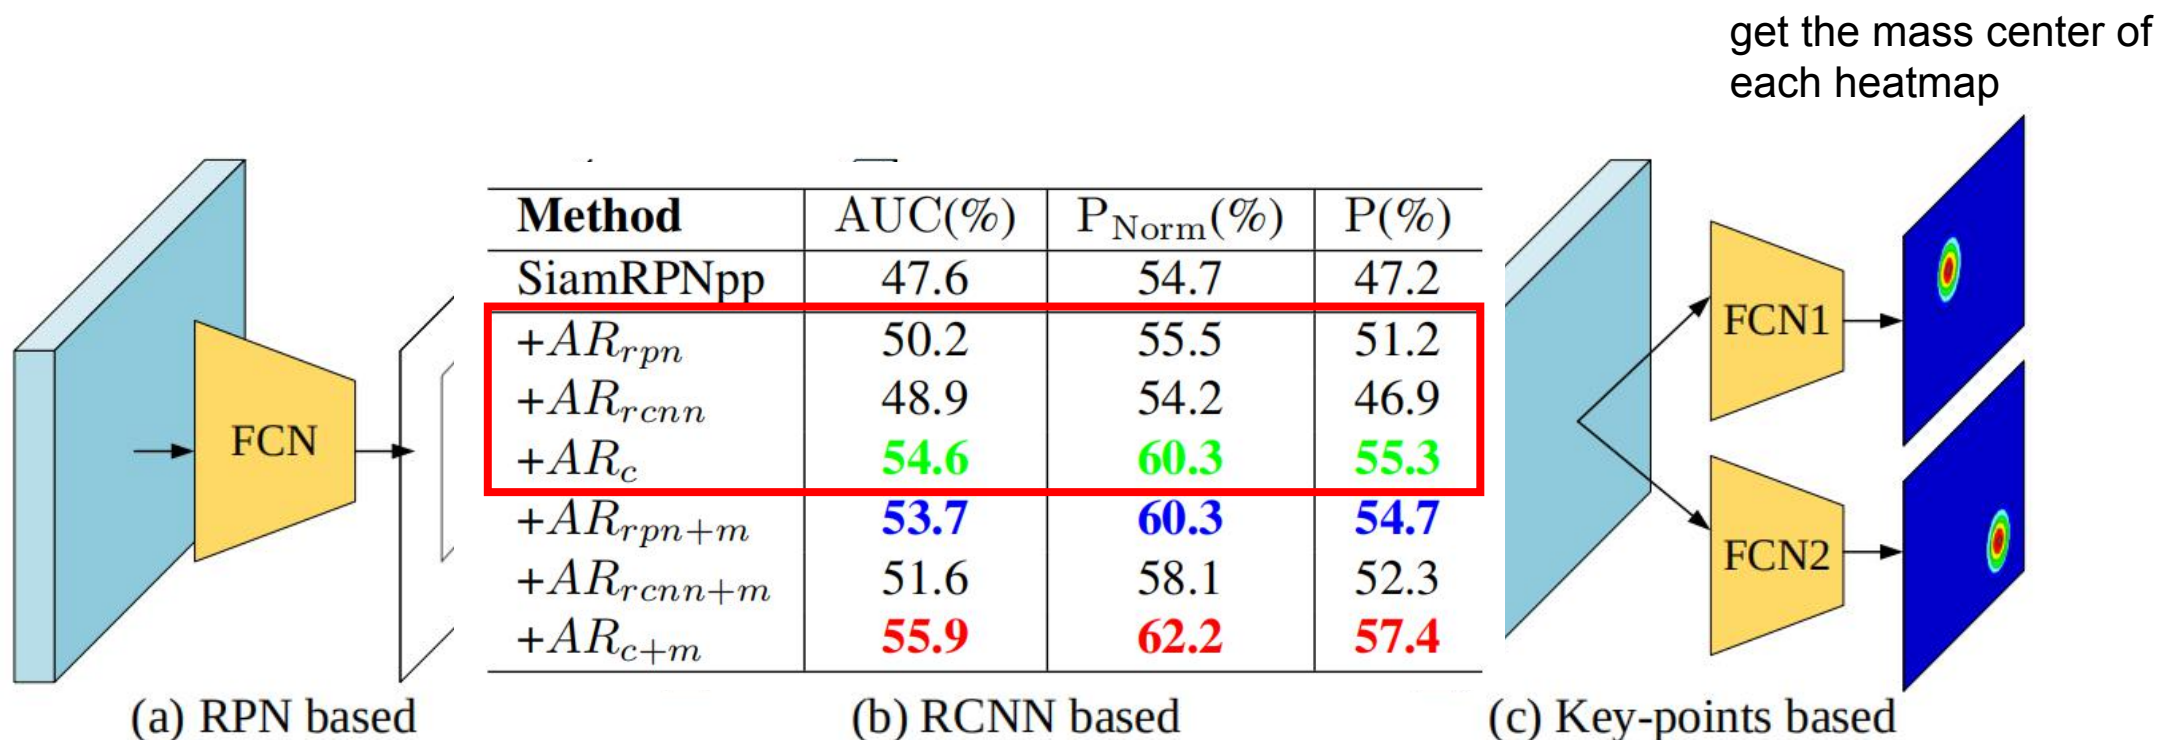 get the mass center of
each heatmap
FCN
Method AUC(%) P_Norm(%) P(%)
SiamRPNpp 47.6 54.7 47.2
+AR_rpn 50.2 55.5 51.2
+AR_rcnn 48.9 54.2 46.9
+AR_c 54.6 60.3 55.3
+AR_rpn+m 53.7 60.3 54.7
+AR_rcnn+m 51.6 58.1 52.3
+AR_c+m 55.9 62.2 57.4
FCN1
FCN2
(a) RPN based
(b) RCNN based
(c) Key-points based